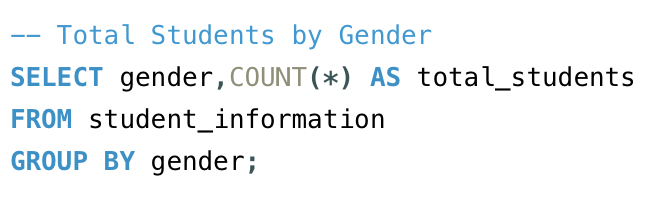 -- Total Students by Gender
SELECT gender,COUNT(*) AS total_students
FROM student_information
GROUP BY gender;